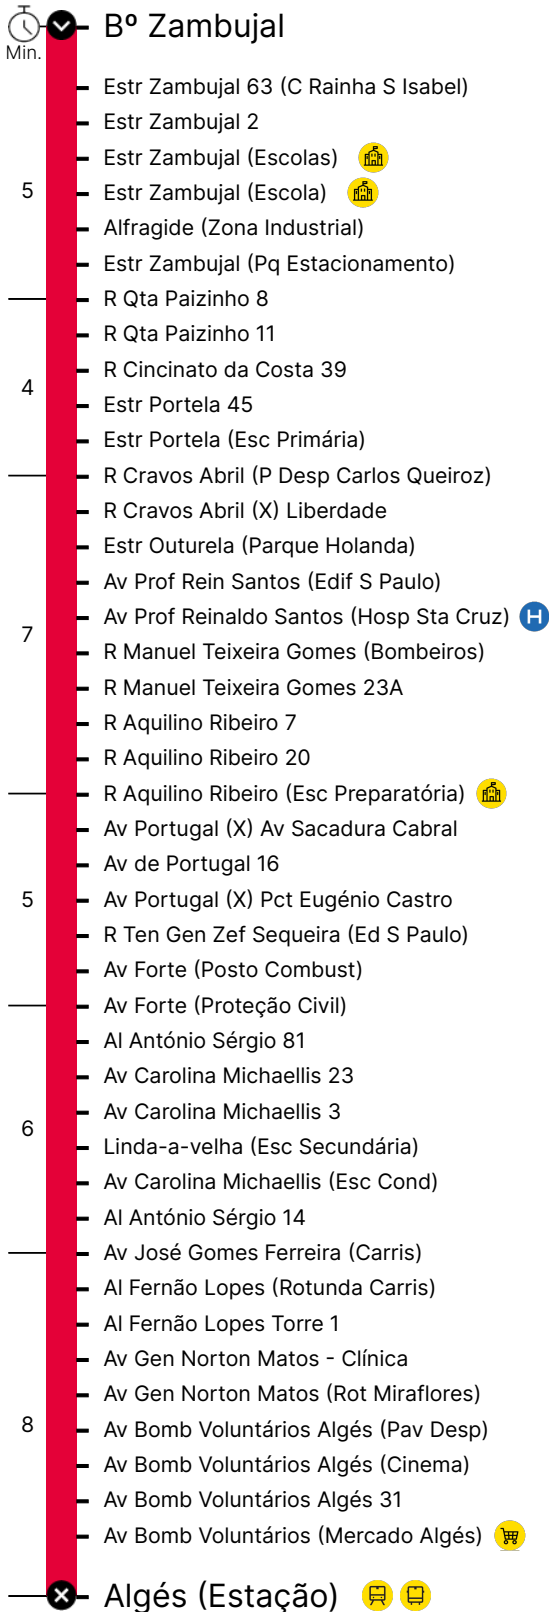 Bº Zambujal
Min.
Estr Zambujal 63 (C Rainha S Isabel)
Estr Zambujal 2
Estr Zambujal (Escolas)
5
Estr Zambujal (Escola)
Alfragide (Zona Industrial)
Estr Zambujal (Pq Estacionamento)
R Qta Paizinho 8
R Qta Paizinho 11
R Cincinato da Costa 39
4
Estr Portela 45
Estr Portela (Esc Primária)
R Cravos Abril (P Desp Carlos Queiroz)
R Cravos Abril (X) Liberdade
Estr Outurela (Parque Holanda)
Av Prof Rein Santos (Edif S Paulo)
Av Prof Reinaldo Santos (Hosp Sta Cruz) H
7
R Manuel Teixeira Gomes (Bombeiros)
R Manuel Teixeira Gomes 23A
R Aquilino Ribeiro 7
R Aquilino Ribeiro 20
R Aquilino Ribeiro (Esc Preparatória)
Av Portugal (X) Av Sacadura Cabral
Av de Portugal 16
5
Av Portugal (X) Pct Eugénio Castro
R Ten Gen Zef Sequeira (Ed S Paulo)
Av Forte (Posto Combust)
Av Forte (Proteção Civil)
Al António Sérgio 81
Av Carolina Michaellis 23
Av Carolina Michaellis 3
6
Linda-a-velha (Esc Secundária)
Av Carolina Michaellis (Esc Cond)
Al António Sérgio 14
Av José Gomes Ferreira (Carris)
Al Fernão Lopes (Rotunda Carris)
Al Fernão Lopes Torre 1
Av Gen Norton Matos - Clínica
Av Gen Norton Matos (Rot Miraflores)
8
Av Bomb Voluntários Algés (Pav Desp)
Av Bomb Voluntários Algés (Cinema)
Av Bomb Voluntários Algés 31
Av Bomb Voluntários (Mercado Algés)
Algés (Estação)